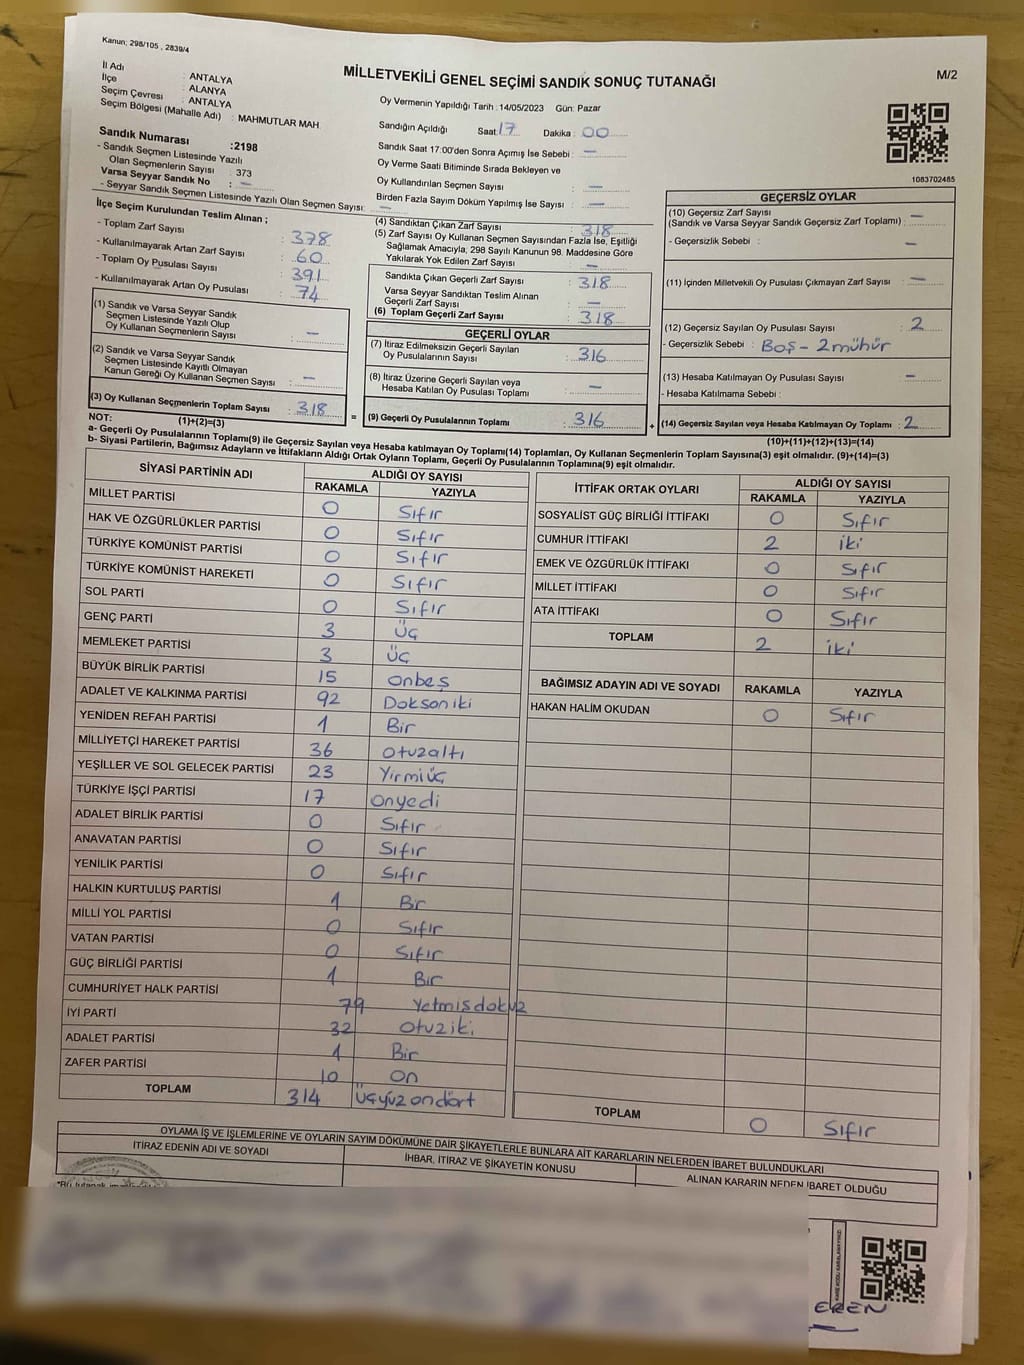 Kanun; 298/105 , 2839/4
MİLLETVEKİLİ GENEL SEÇİMİ SANDIK SONUÇ TUTANAĞI
M/2
İl Adı : ANTALYA
İlçe : ALANYA
Seçim Çevresi : ANTALYA
Seçim Bölgesi (Mahalle Adı) : MAHMUTLAR MAH
Sandık Numarası :2198
- Sandık Seçmen Listesinde Yazılı
Olan Seçmenlerin Sayısı : 373
Varsa Seyyar Sandık No : -
- Seyyar Sandık Seçmen Listesinde Yazılı Olan Seçmen Sayısı: -
Oy Vermenin Yapıldığı Tarih :14/05/2023 Gün: Pazar
Sandığın Açıldığı Saat: 17 Dakika : 00
Sandık Saat 17:00'den Sonra Açımış İse Sebebi : -
Oy Verme Saati Bitiminde Sırada Bekleyen ve
Oy Kullandırılan Seçmen Sayısı : -
Birden Fazla Sayım Döküm Yapılmış İse Sayısı : -
1083702485
İlçe Seçim Kurulundan Teslim Alınan ;
- Toplam Zarf Sayısı : 378
- Kullanılmayarak Artan Zarf Sayısı : 60
- Toplam Oy Pusulası Sayısı : 391
- Kullanılmayarak Artan Oy Pusulası : 74
(1) Sandık ve Varsa Seyyar Sandık
Seçmen Listesinde Yazılı Olup
Oy Kullanan Seçmenlerin Sayısı : -
(2) Sandık ve Varsa Seyyar Sandık
Seçmen Listesinde Kayıtlı Olmayan
Kanun Gereği Oy Kullanan Seçmen Sayısı : -
(3) Oy Kullanan Seçmenlerin Toplam Sayısı : 318
(1)+(2)=(3)
(4) Sandıktan Çıkan Zarf Sayısı : 318
(5) Zarf Sayısı Oy Kullanan Seçmen Sayısından Fazla İse, Eşitliği
Sağlamak Amacıyla, 298 Sayılı Kanunun 98. Maddesine Göre
Yakılarak Yok Edilen Zarf Sayısı : -
Sandıkta Çıkan Geçerli Zarf Sayısı : 318
Varsa Seyyar Sandıktan Teslim Alınan
Geçerli Zarf Sayısı : -
(6) Toplam Geçerli Zarf Sayısı : 318
GEÇERLİ OYLAR
(7) İtiraz Edilmeksizin Geçerli Sayılan
Oy Pusulalarının Sayısı : 316
(8) İtiraz Üzerine Geçerli Sayılan veya
Hesaba Katılan Oy Pusulası Toplamı : -
= (9) Geçerli Oy Pusulalarının Toplamı : 316 +
GEÇERSİZ OYLAR
(10) Geçersiz Zarf Sayısı
(Sandık ve Varsa Seyyar Sandık Geçersiz Zarf Toplamı) : -
- Geçersizlik Sebebi : -
(11) İçinden Milletvekili Oy Pusulası Çıkmayan Zarf Sayısı : -
(12) Geçersiz Sayılan Oy Pusulası Sayısı : 2
- Geçersizlik Sebebi : Boş - 2 mühür
(13) Hesaba Katılmayan Oy Pusulası Sayısı : -
- Hesaba Katılmama Sebebi :
(14) Geçersiz Sayılan veya Hesaba Katılmayan Oy Toplamı : 2
(10)+(11)+(12)+(13)=(14)
NOT:
a- Geçerli Oy Pusulalarının Toplamı(9) ile Geçersiz Sayılan veya Hesaba katılmayan Oy Toplamı(14) Toplamları, Oy Kullanan Seçmenlerin Toplam Sayısına(3) eşit olmalıdır. (9)+(14)=(3)
b- Siyasi Partilerin, Bağımsız Adayların ve İttifakların Aldığı Ortak Oyların Toplamı, Geçerli Oy Pusulalarının Toplamına(9) eşit olmalıdır.
SİYASİ PARTİNİN ADI ALDIĞI OY SAYISI
RAKAMLA YAZIYLA
MİLLET PARTİSİ 0 Sıfır
HAK VE ÖZGÜRLÜKLER PARTİSİ 0 Sıfır
TÜRKİYE KOMÜNİST PARTİSİ 0 Sıfır
TÜRKİYE KOMÜNİST HAREKETİ 0 Sıfır
SOL PARTİ 0 Sıfır
GENÇ PARTİ 3 Üç
MEMLEKET PARTİSİ 3 Üç
BÜYÜK BİRLİK PARTİSİ 15 Onbeş
ADALET VE KALKINMA PARTİSİ 92 Doksoniki
YENİDEN REFAH PARTİSİ 1 Bir
MİLLİYETÇİ HAREKET PARTİSİ 36 Otuzaltı
YEŞİLLER VE SOL GELECEK PARTİSİ 23 Yirmiüç
TÜRKİYE İŞÇİ PARTİSİ 17 Onyedi
ADALET BİRLİK PARTİSİ 0 Sıfır
ANAVATAN PARTİSİ 0 Sıfır
YENİLİK PARTİSİ 0 Sıfır
HALKIN KURTULUŞ PARTİSİ 1 Bir
MİLLİ YOL PARTİSİ 0 Sıfır
VATAN PARTİSİ 0 Sıfır
GÜÇ BİRLİĞİ PARTİSİ 1 Bir
CUMHURİYET HALK PARTİSİ 79 Yetmişdokuz
İYİ PARTİ 32 Otuziki
ADALET PARTİSİ 1 Bir
ZAFER PARTİSİ 10 On
TOPLAM 314 Üçyüzondört
İTTİFAK ORTAK OYLARI ALDIĞI OY SAYISI
RAKAMLA YAZIYLA
SOSYALİST GÜÇ BİRLİĞİ İTTİFAKI 0 Sıfır
CUMHUR İTTİFAKI 2 iki
EMEK VE ÖZGÜRLÜK İTTİFAKI 0 Sıfır
MİLLET İTTİFAKI 0 Sıfır
ATA İTTİFAKI 0 Sıfır
TOPLAM 2 iki
BAĞIMSIZ ADAYIN ADI VE SOYADI RAKAMLA YAZIYLA
HAKAN HALİM OKUDAN 0 Sıfır
TOPLAM 0 Sıfır
OYLAMA İŞ VE İŞLEMLERİNE VE OYLARIN SAYIM DÖKÜMÜNE DAİR ŞİKAYETLERLE BUNLARA AİT KARARLARIN NELERDEN İBARET BULUNDUKLARI
İTİRAZ EDENİN ADI VE SOYADI İHBAR, İTİRAZ VE ŞİKAYETİN KONUSU ALINAN KARARIN NEDEN İBARET OLDUĞU
EREN